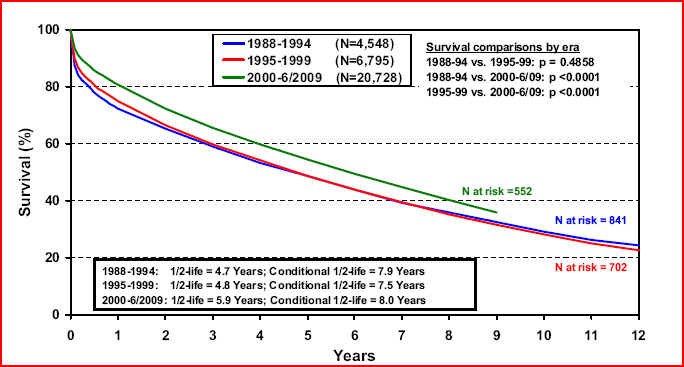 100
80
60
40
20
0
Survival (%)
1988-1994 (N=4,548)
1995-1999 (N=6,795)
2000-6/2009 (N=20,728)
Survival comparisons by era
1988-94 vs. 1995-99: p = 0.4858
1988-94 vs. 2000-6/09: p <0.0001
1995-99 vs. 2000-6/09: p <0.0001
N at risk =552
N at risk = 841
N at risk = 702
1988-1994: 1/2-life = 4.7 Years; Conditional 1/2-life = 7.9 Years
1995-1999: 1/2-life = 4.8 Years; Conditional 1/2-life = 7.5 Years
2000-6/2009: 1/2-life = 5.9 Years; Conditional 1/2-life = 8.0 Years
0 1 2 3 4 5 6 7 8 9 10 11 12
Years